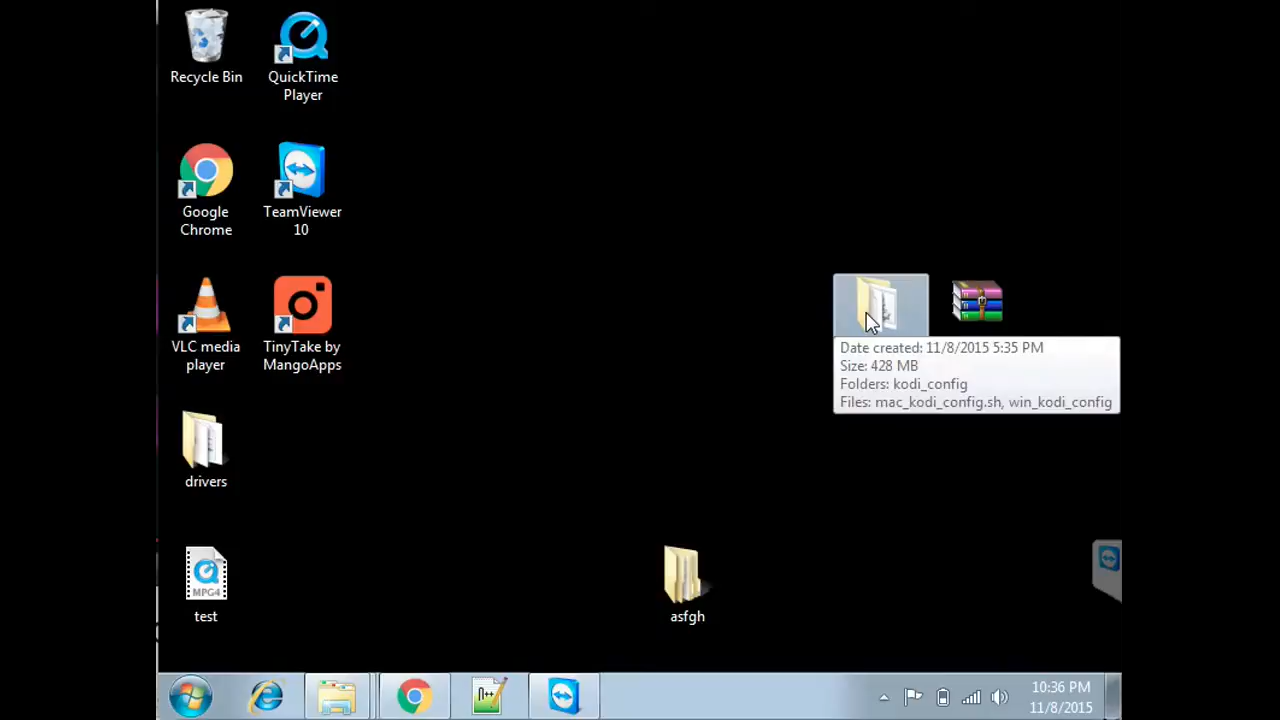 Recycle Bin
QuickTime
Player
Google
Chrome
TeamViewer
10
VLC media
player
TinyTake by
MangoApps
Date created: 11/8/2015 5:35 PM
Size: 428 MB
Folders: kodi_config
Files: mac_kodi_config.sh, win_kodi_config
drivers
MPG4
test
asfgh
n++
10:36 PM
11/8/2015